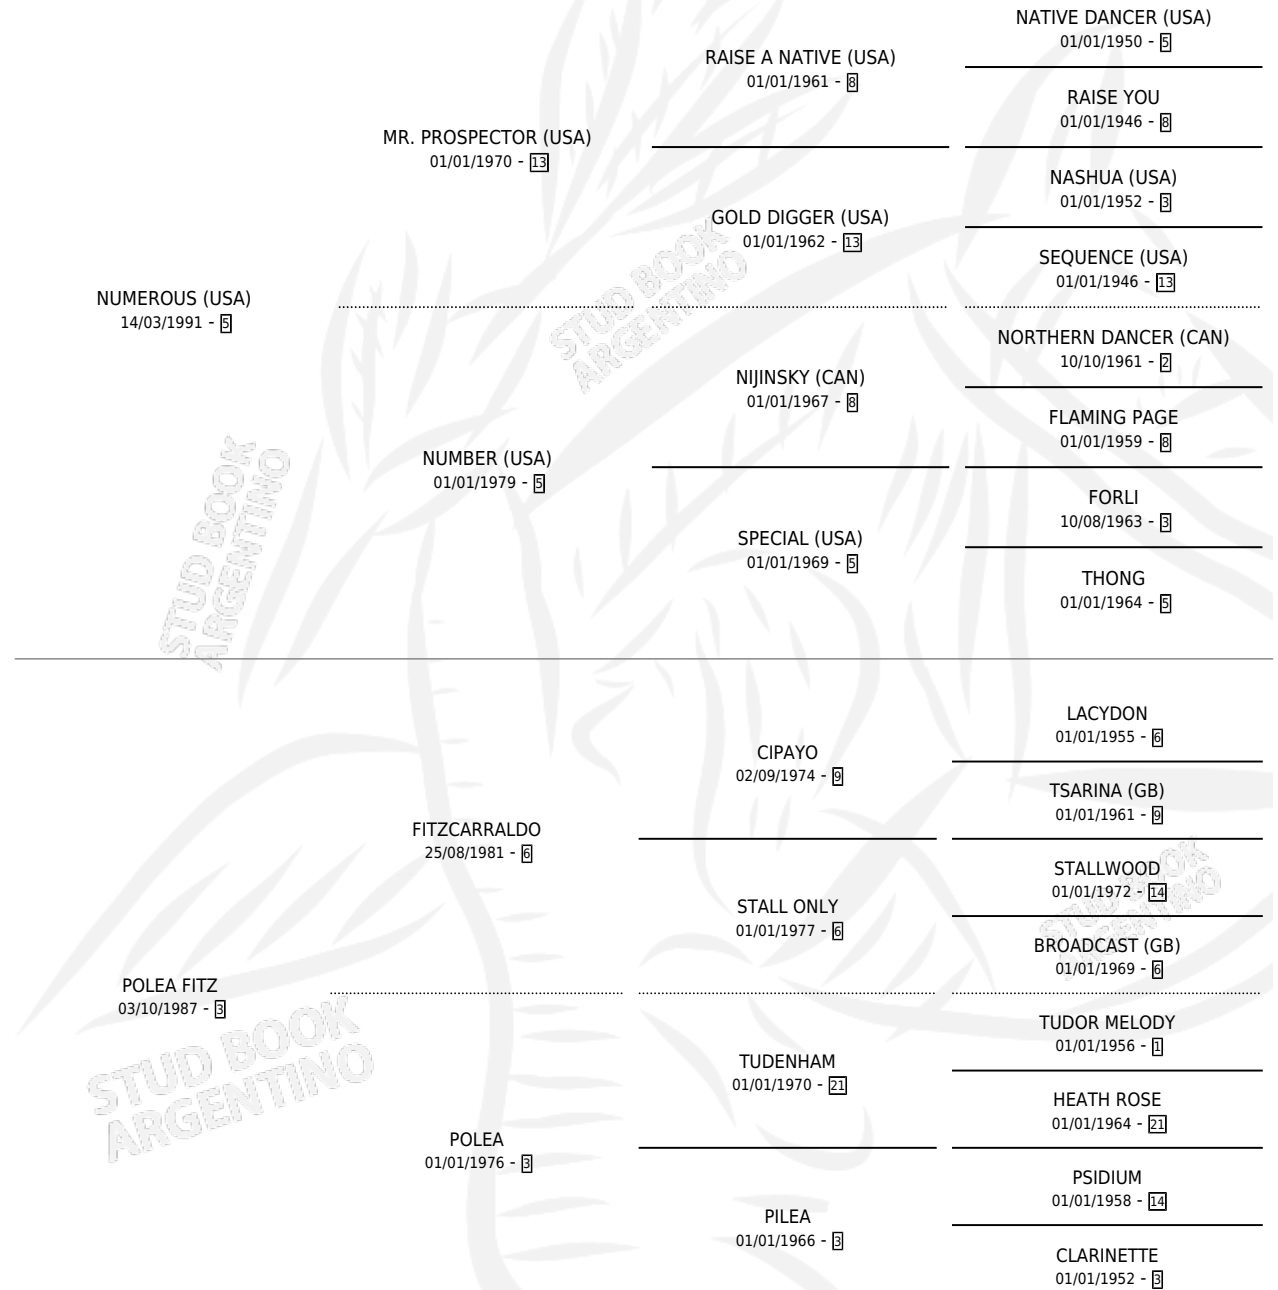 NATIVE DANCER (USA)
01/01/1950 - 5
RAISE A NATIVE (USA)
01/01/1961 - 8
RAISE YOU
01/01/1946 - 8
MR. PROSPECTOR (USA)
01/01/1970 - 13
NASHUA (USA)
01/01/1952 - 3
GOLD DIGGER (USA)
01/01/1962 - 13
SEQUENCE (USA)
01/01/1946 - 13
NUMEROUS (USA)
14/03/1991 - 5
NORTHERN DANCER (CAN)
10/10/1961 - 2
NIJINSKY (CAN)
01/01/1967 - 8
FLAMING PAGE
01/01/1959 - 8
NUMBER (USA)
01/01/1979 - 5
FORLI
10/08/1963 - 3
SPECIAL (USA)
01/01/1969 - 5
THONG
01/01/1964 - 5
STUD BOOK
ARGENTINO
STUD BOOK
ARGENTINO
LACYDON
01/01/1955 - 6
CIPAYO
02/09/1974 - 9
TSARINA (GB)
01/01/1961 - 9
FITZCARRALDO
25/08/1981 - 6
STALLWOOD
01/01/1972 - 14
STALL ONLY
01/01/1977 - 6
BROADCAST (GB)
01/01/1969 - 6
POLEA FITZ
03/10/1987 - 3
TUDOR MELODY
01/01/1956 - 1
TUDENHAM
01/01/1970 - 21
HEATH ROSE
01/01/1964 - 21
POLEA
01/01/1976 - 3
PSIDIUM
01/01/1958 - 14
PILEA
01/01/1966 - 3
CLARINETTE
01/01/1952 - 3
STUD BOOK
ARGENTINO
STUD BOOK
ARGENTINO